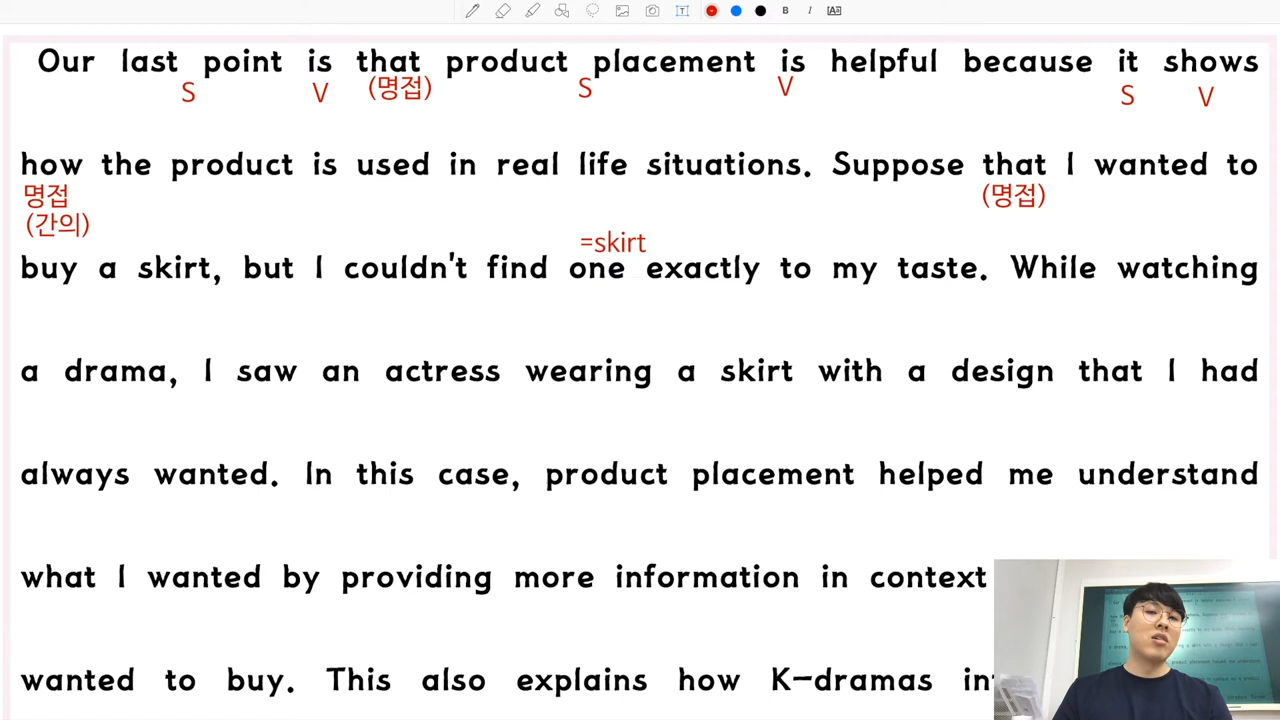 Our last point is that product placement is helpful because it shows
S V (명접) S V S V
how the product is used in real life situations. Suppose that I wanted to
명접 (명접)
(간의)
=skirt
buy a skirt, but I couldn't find one exactly to my taste. While watching
a drama, I saw an actress wearing a skirt with a design that I had
always wanted. In this case, product placement helped me understand
what I wanted by providing more information in context
wanted to buy. This also explains how K-dramas